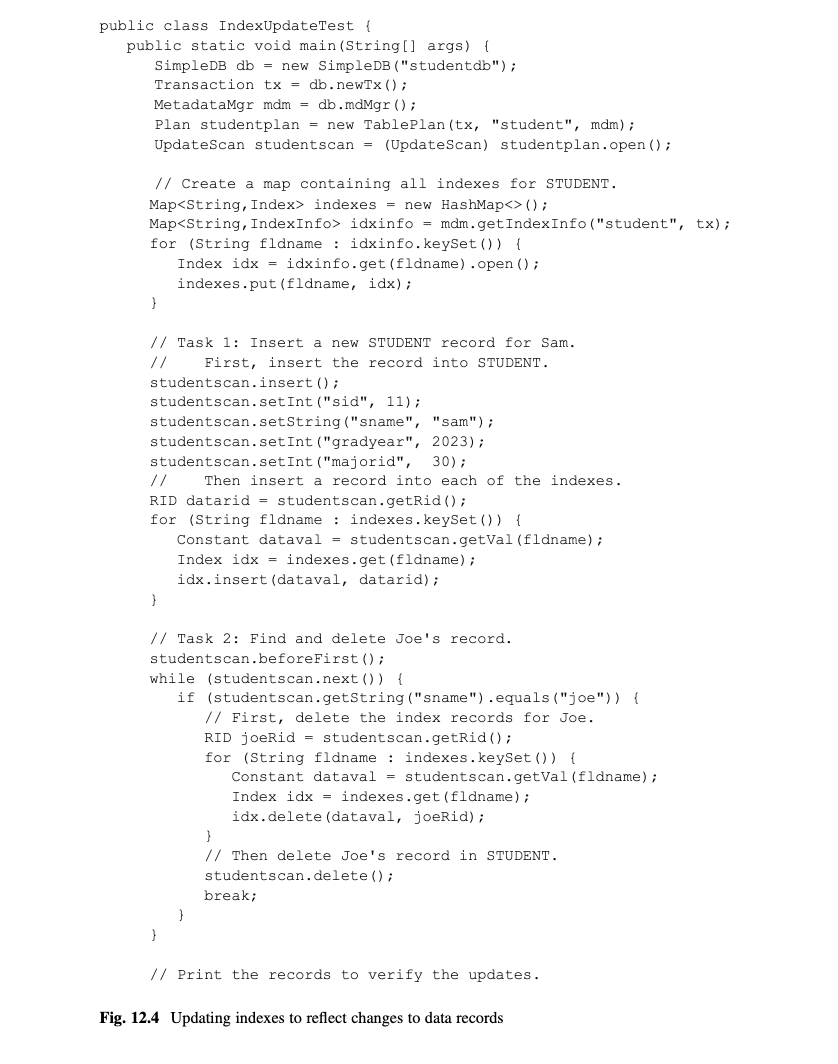 public class IndexUpdateTest {
   public static void main(String[] args) {
      SimpleDB db = new SimpleDB("studentdb");
      Transaction tx = db.newTx();
      MetadataMgr mdm = db.mdMgr();
      Plan studentplan = new TablePlan(tx, "student", mdm);
      UpdateScan studentscan = (UpdateScan) studentplan.open();

      // Create a map containing all indexes for STUDENT.
      Map<String,Index> indexes = new HashMap<>();
      Map<String,IndexInfo> idxinfo = mdm.getIndexInfo("student", tx);
      for (String fldname : idxinfo.keySet()) {
         Index idx = idxinfo.get(fldname).open();
         indexes.put(fldname, idx);
      }

      // Task 1: Insert a new STUDENT record for Sam.
      //    First, insert the record into STUDENT.
      studentscan.insert();
      studentscan.setInt("sid", 11);
      studentscan.setString("sname", "sam");
      studentscan.setInt("gradyear", 2023);
      studentscan.setInt("majorid",  30);
      //    Then insert a record into each of the indexes.
      RID datarid = studentscan.getRid();
      for (String fldname : indexes.keySet()) {
         Constant dataval = studentscan.getVal(fldname);
         Index idx = indexes.get(fldname);
         idx.insert(dataval, datarid);
      }

      // Task 2: Find and delete Joe's record.
      studentscan.beforeFirst();
      while (studentscan.next()) {
         if (studentscan.getString("sname").equals("joe")) {
            // First, delete the index records for Joe.
            RID joeRid = studentscan.getRid();
            for (String fldname : indexes.keySet()) {
               Constant dataval = studentscan.getVal(fldname);
               Index idx = indexes.get(fldname);
               idx.delete(dataval, joeRid);
            }
            // Then delete Joe's record in STUDENT.
            studentscan.delete();
            break;
         }
      }

      // Print the records to verify the updates.

Fig. 12.4 Updating indexes to reflect changes to data records